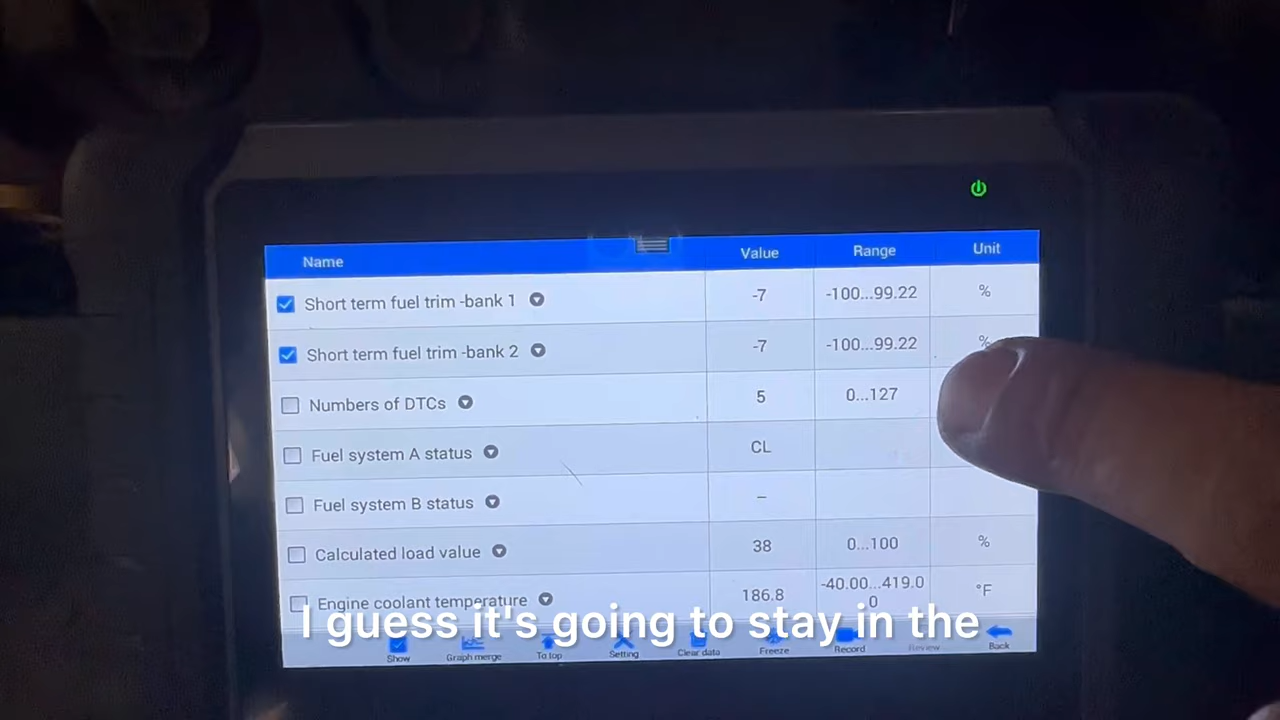 Name Value Range Unit
Short term fuel trim -bank 1 -7 -100...99.22 %
Short term fuel trim -bank 2 -7 -100...99.22 %
Numbers of DTCs 5 0...127
Fuel system A status CL
Fuel system B status –
Calculated load value 38 0...100 %
Engine coolant temperature 186.8 -40.00...419.0 °F
0
I guess it's going to stay in the
Show Graph merge To top Setting Clear data Freeze Record Review Back